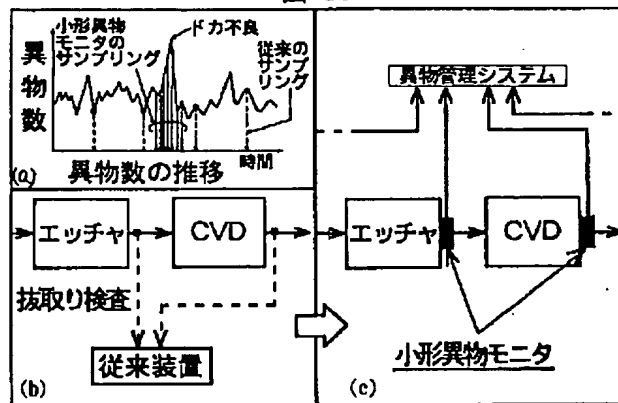 小形異物
モニタの
サンプリング
ドカ不良
従来の
サンプ
リング
異物数
時間
(a) 異物数の推移
エッチャ
CVD
抜取り検査
従来装置
(b)
異物管理システム
エッチャ
CVD
小形異物モニタ
(c)